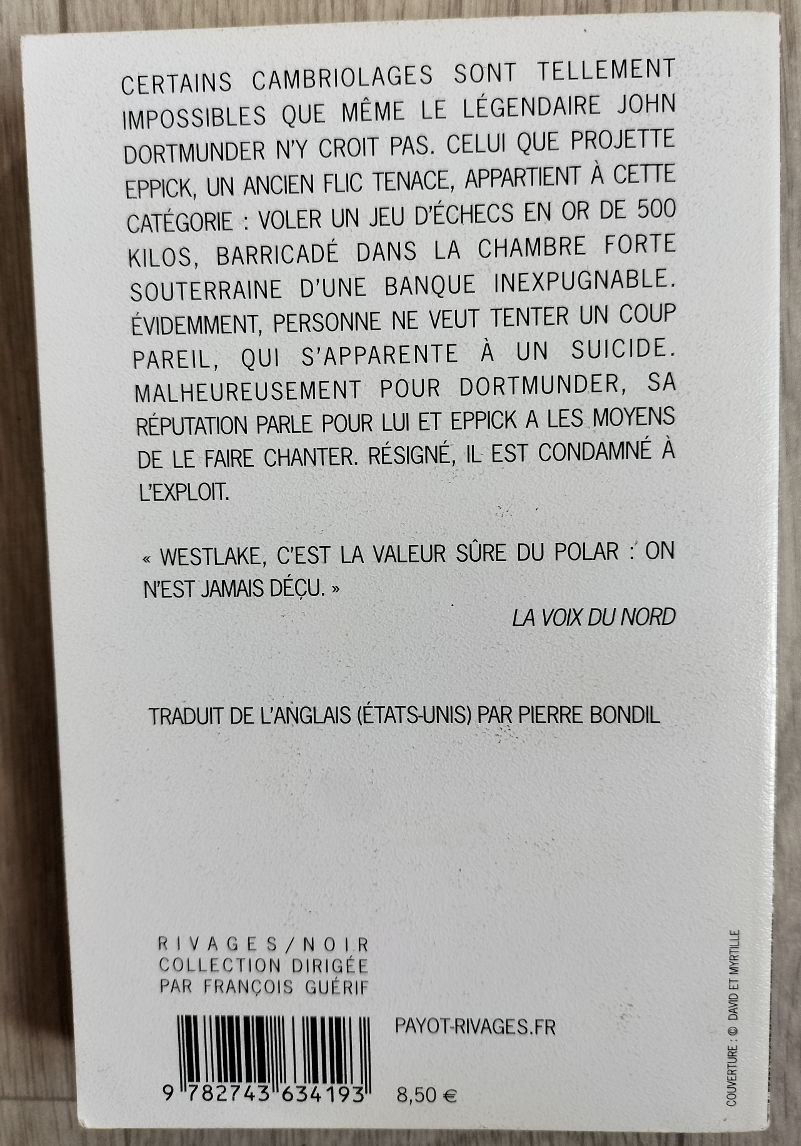 CERTAINS CAMBRIOLAGES SONT TELLEMENT
IMPOSSIBLES QUE MÊME LE LÉGENDAIRE JOHN
DORTMUNDER N'Y CROIT PAS. CELUI QUE PROJETTE
EPPICK, UN ANCIEN FLIC TENACE, APPARTIENT À CETTE
CATÉGORIE : VOLER UN JEU D'ÉCHECS EN OR DE 500
KILOS, BARRICADÉ DANS LA CHAMBRE FORTE
SOUTERRAINE D'UNE BANQUE INEXPUGNABLE.
ÉVIDEMMENT, PERSONNE NE VEUT TENTER UN COUP
PAREIL, QUI S'APPARENTE À UN SUICIDE.
MALHEUREUSEMENT POUR DORTMUNDER, SA
RÉPUTATION PARLE POUR LUI ET EPPICK A LES MOYENS
DE LE FAIRE CHANTER. RÉSIGNÉ, IL EST CONDAMNÉ À
L'EXPLOIT.
« WESTLAKE, C'EST LA VALEUR SÛRE DU POLAR : ON
N'EST JAMAIS DÉÇU. »
LA VOIX DU NORD
TRADUIT DE L'ANGLAIS (ÉTATS-UNIS) PAR PIERRE BONDIL
RIVAGES/NOIR
COLLECTION DIRIGÉE
PAR FRANÇOIS GUÉRIF
PAYOT-RIVAGES.FR
9 782743 634193
8,50 €
COUVERTURE : © DAVID ET MYRTILLE